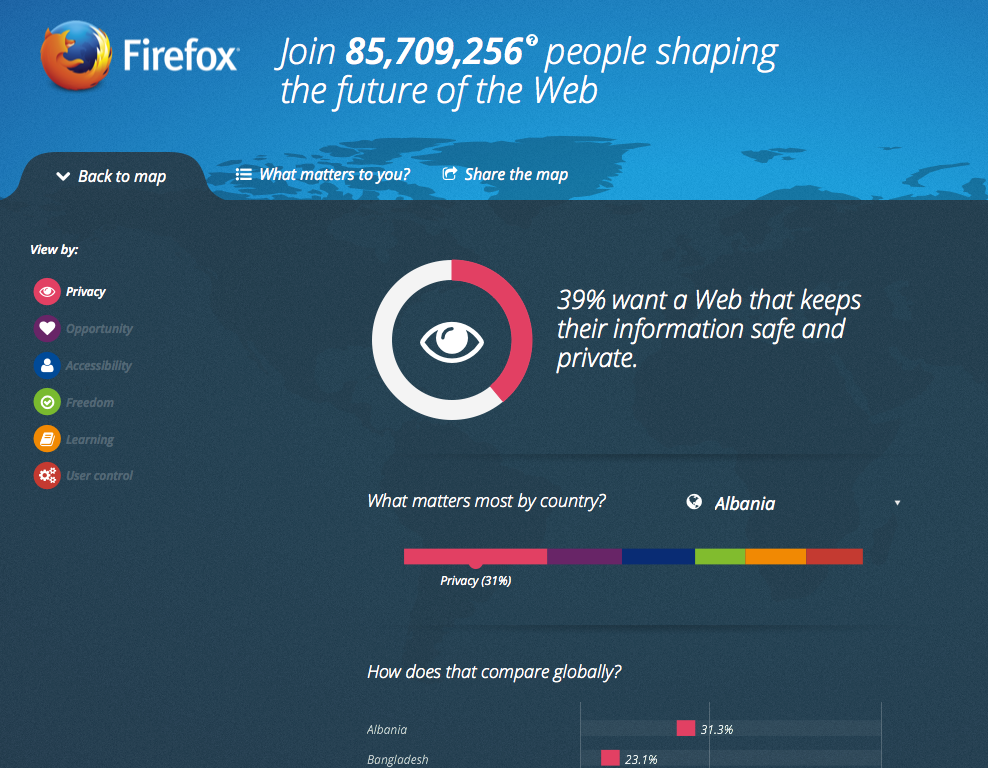 Firefox
Join 85,709,256 people shaping
the future of the Web
Back to map
What matters to you?
Share the map
View by:
Privacy
Opportunity
Accessibility
Freedom
Learning
User control
39% want a Web that keeps
their information safe and
private.
What matters most by country?
Albania
Privacy (31%)
How does that compare globally?
Albania
31.3%
Bangladesh
23.1%